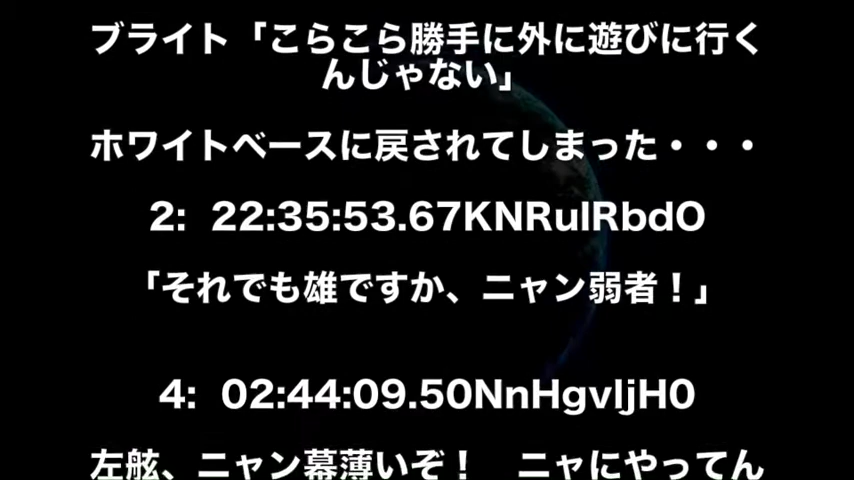 ブライト「こらこら勝手に外に遊びに行く
んじゃない」
ホワイトベースに戻されてしまった・・・
2: 22:35:53.67KNRulRbdO
「それでも雄ですか、ニャン弱者！」
4: 02:44:09.50NnHgvljH0
左舷、ニャン幕薄いぞ！　ニャにやってん